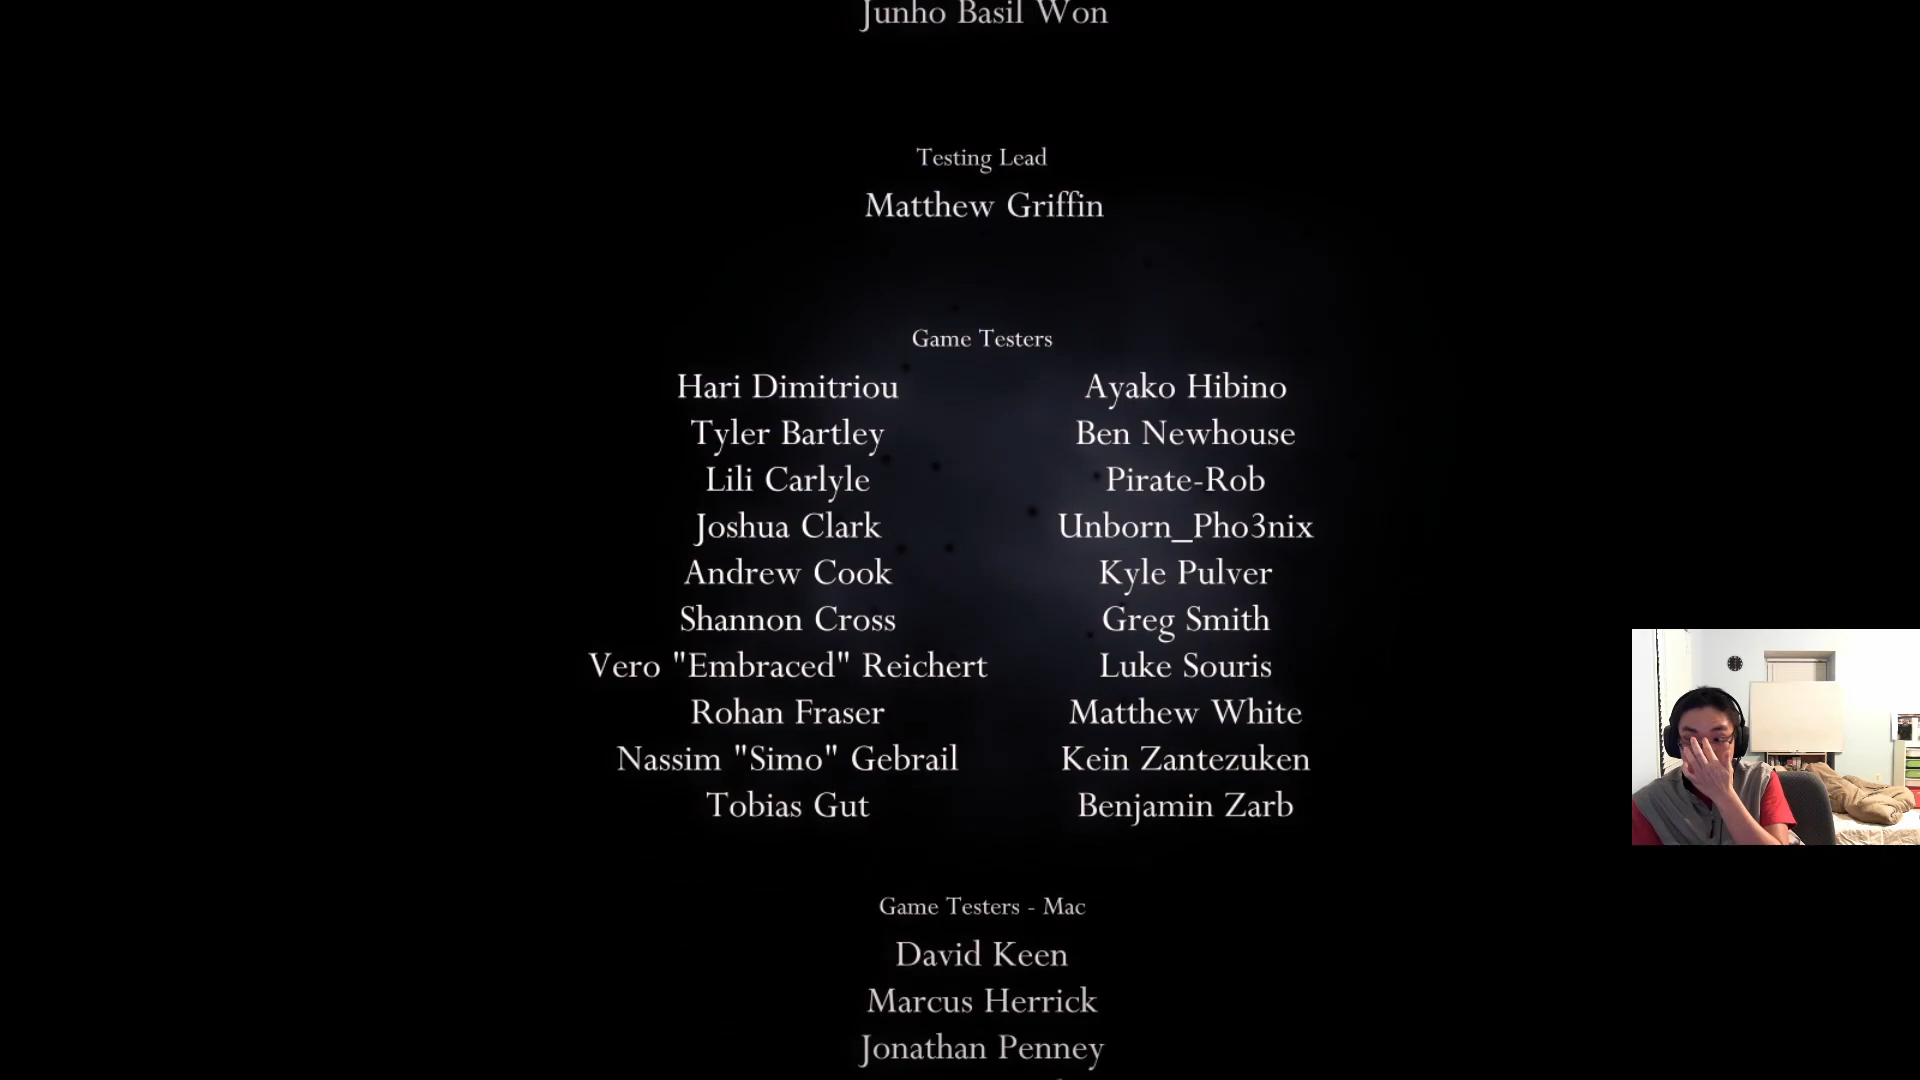 Junho Basil Won
Testing Lead
Matthew Griffin
Game Testers
Hari Dimitriou
Ayako Hibino
Tyler Bartley
Ben Newhouse
Lili Carlyle
Pirate-Rob
Joshua Clark
Unborn_Pho3nix
Andrew Cook
Kyle Pulver
Shannon Cross
Greg Smith
Vero "Embraced" Reichert
Luke Souris
Rohan Fraser
Matthew White
Nassim "Simo" Gebrail
Kein Zantezuken
Tobias Gut
Benjamin Zarb
Game Testers - Mac
David Keen
Marcus Herrick
Jonathan Penney